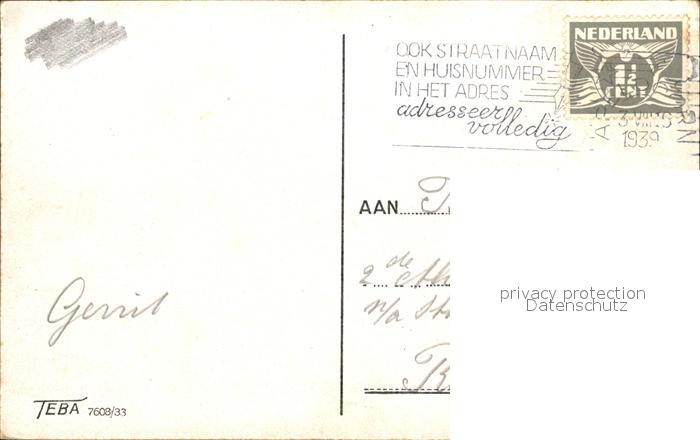 OOK STRAATNAAM
EN HUISNUMMER
IN HET ADRES
adresseer
volledig
NEDERLAND
1½
CENT
1939
AAN
2de
privacy protection
Datenschutz
Gerrit
TEBA 7608/33